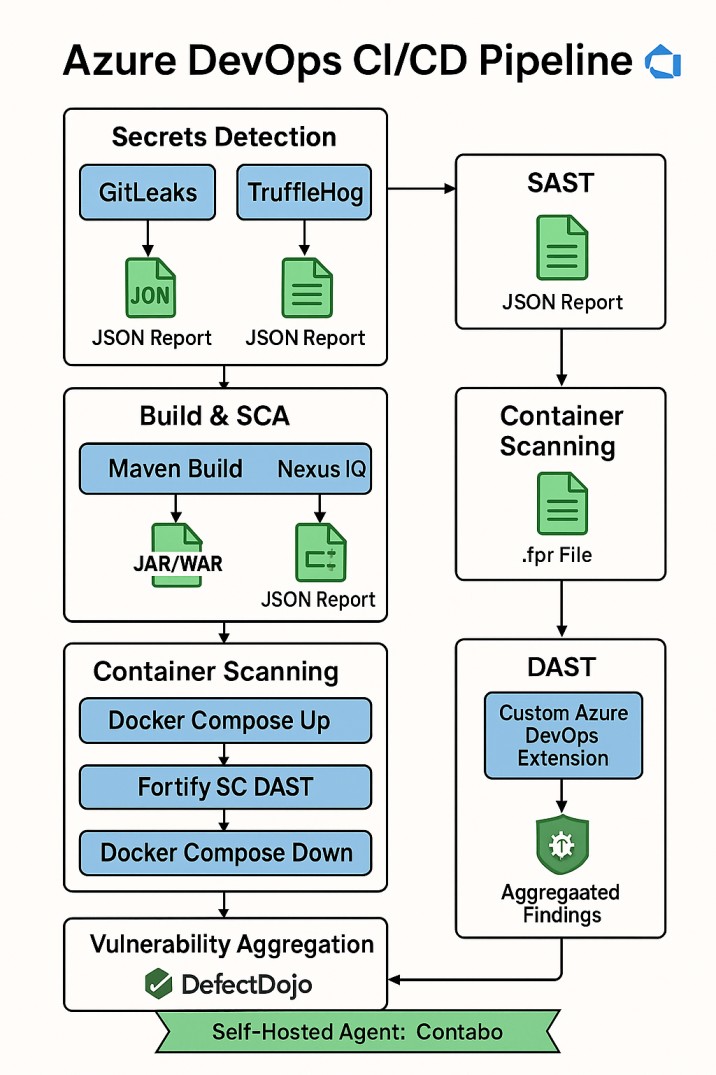 Azure DevOps CI/CD Pipeline
Secrets Detection
GitLeaks
TruffleHog
JON
JSON Report
JSON Report
Build & SCA
Maven Build
Nexus IQ
JAR/WAR
JSON Report
Container Scanning
Docker Compose Up
Fortify SC DAST
Docker Compose Down
Vulnerability Aggregation
DefectDojo
SAST
JSON Report
Container
Scanning
.fpr File
DAST
Custom Azure
DevOps
Extension
Aggregaated
Findings
Self-Hosted Agent: Contabo